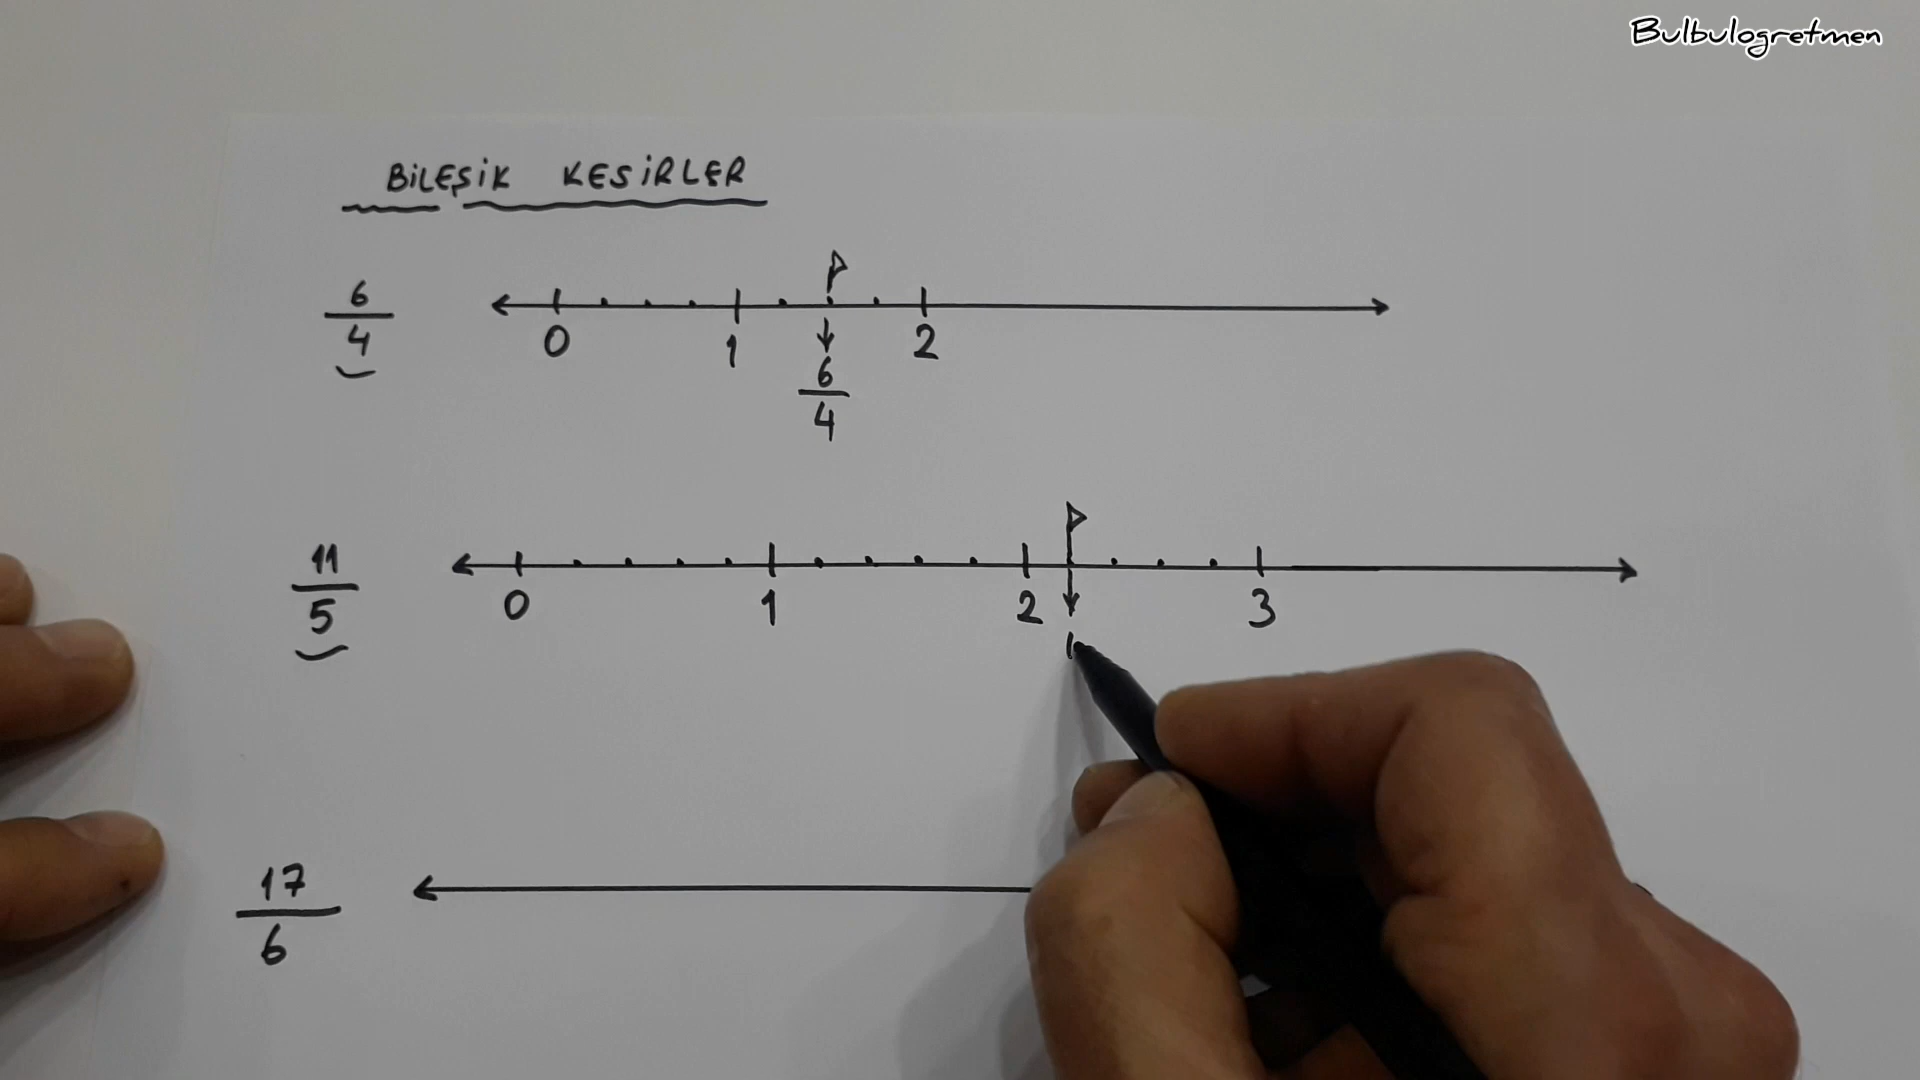 Bulbulogretmen
BİLEŞİK KESİRLER
6/4
0 1 2
6/4
11/5
0 1 2 3
17/6